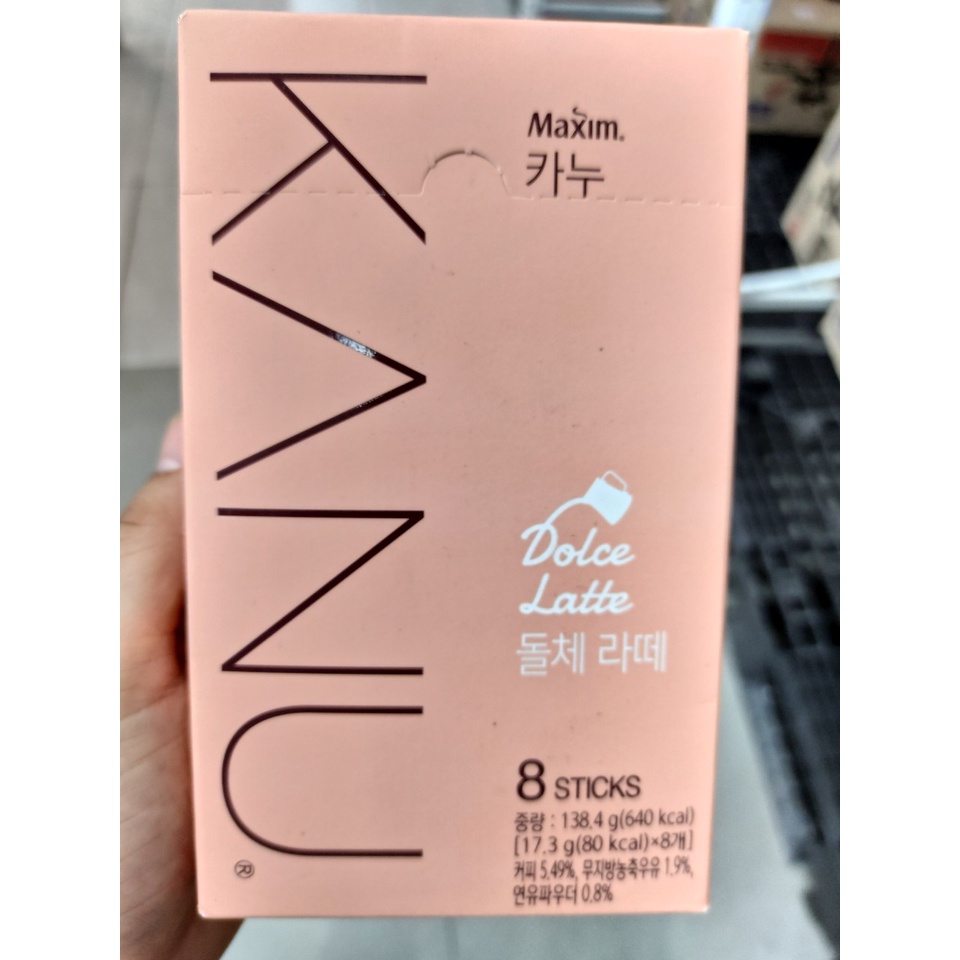 KANU®
Maxim.
카누
Dolce
Latte
돌체 라떼
8 STICKS
중량 : 138.4 g(640 kcal)
[17.3 g(80 kcal)×8개]
커피 5.49%, 무지방농축우유 1.9%,
연유파우더 0.8%